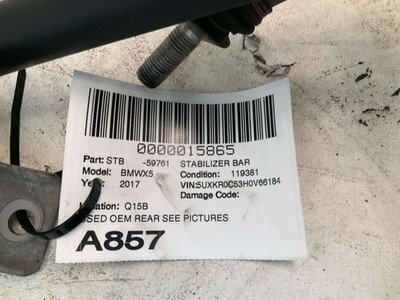 0000015865
Part: STB -59761 STABILIZER BAR
Model: BMWX5 Condition: 119381
Year: 2017 VIN:5UXKR0C53H0V66184
Damage Code:
Location: Q15B
USED OEM REAR SEE PICTURES
A857